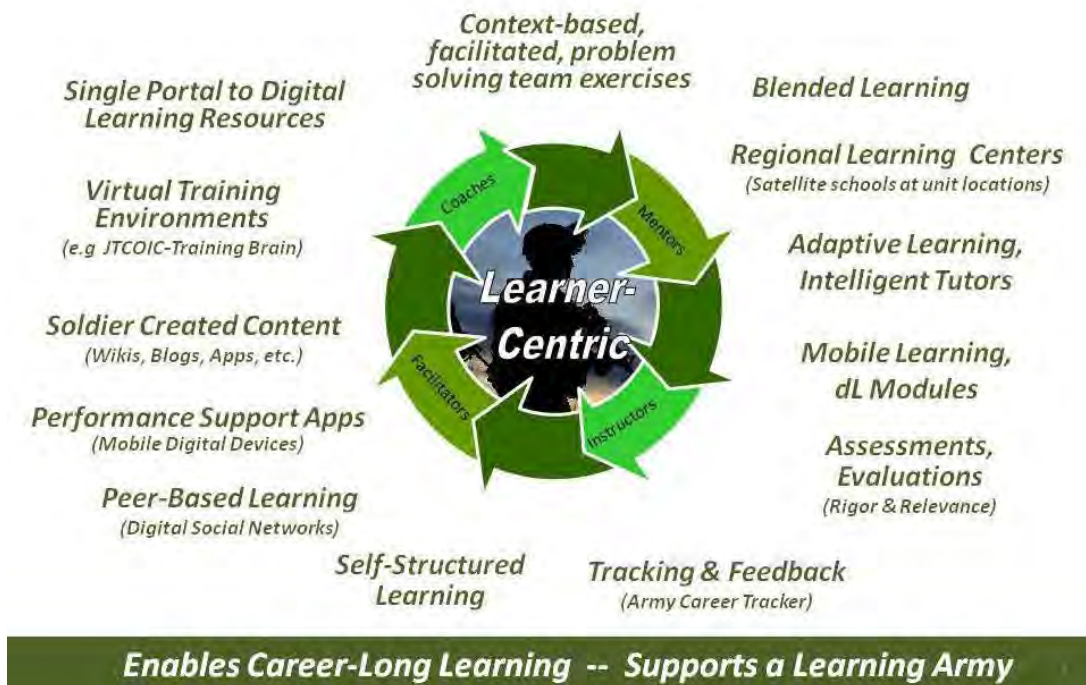 Context-based,
facilitated, problem
solving team exercises
Single Portal to Digital
Learning Resources
Blended Learning
Regional Learning Centers
(Satellite schools at unit locations)
Virtual Training
Environments
(e.g JTCOIC-Training Brain)
Adaptive Learning,
Intelligent Tutors
Soldier Created Content
(Wikis, Blogs, Apps, etc.)
Mobile Learning,
dL Modules
Performance Support Apps
(Mobile Digital Devices)
Assessments,
Evaluations
(Rigor & Relevance)
Peer-Based Learning
(Digital Social Networks)
Self-Structured
Learning
Tracking & Feedback
(Army Career Tracker)
Coaches
Mentors
Learner-
Centric
Facilitators
Instructors
Enables Career-Long Learning -- Supports a Learning Army